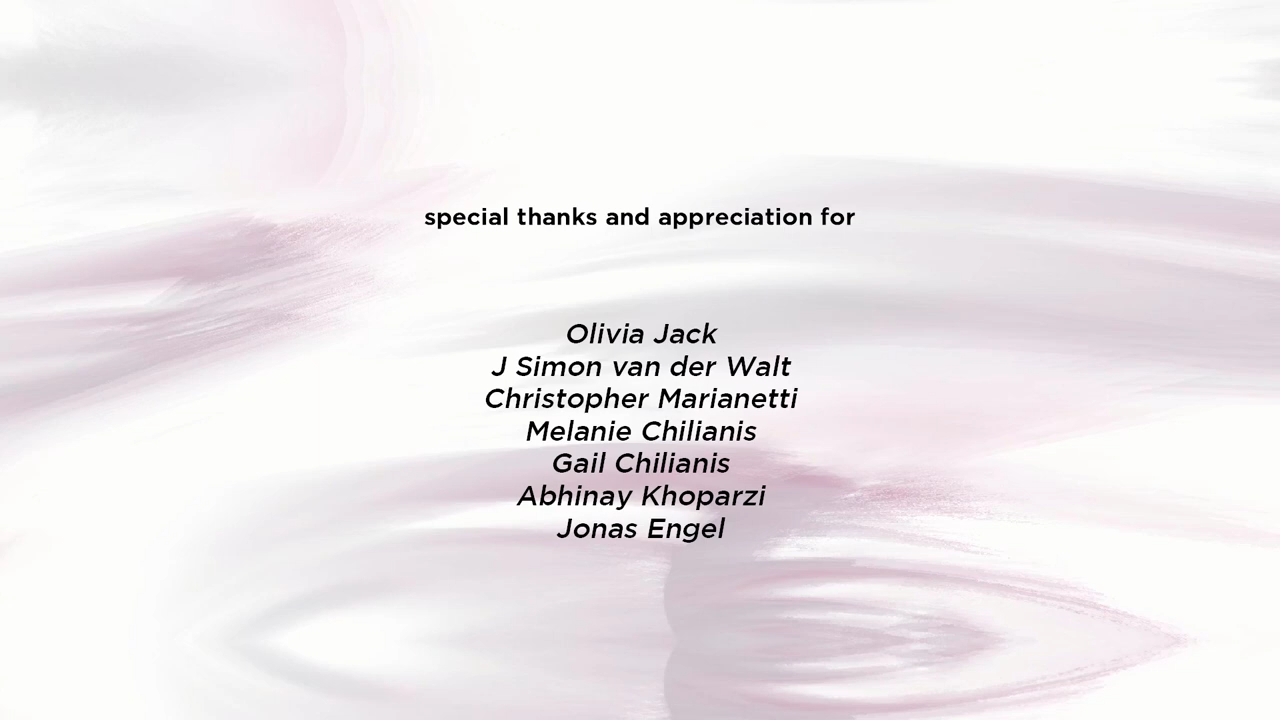 special thanks and appreciation for
Olivia Jack
J Simon van der Walt
Christopher Marianetti
Melanie Chilianis
Gail Chilianis
Abhinay Khoparzi
Jonas Engel